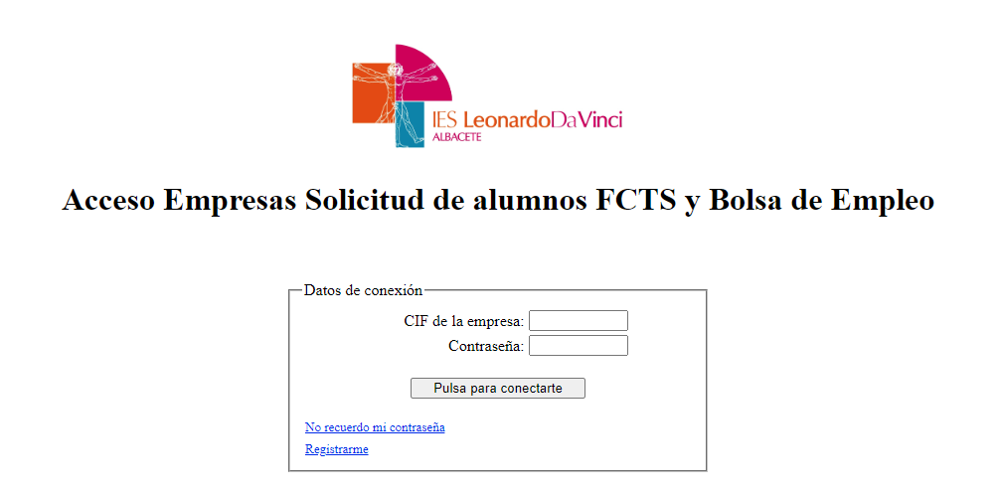 IES LeonardoDaVinci
ALBACETE
Acceso Empresas Solicitud de alumnos FCTS y Bolsa de Empleo
Datos de conexión
CIF de la empresa:
Contraseña:
Pulsa para conectarte
No recuerdo mi contraseña
Registrarme